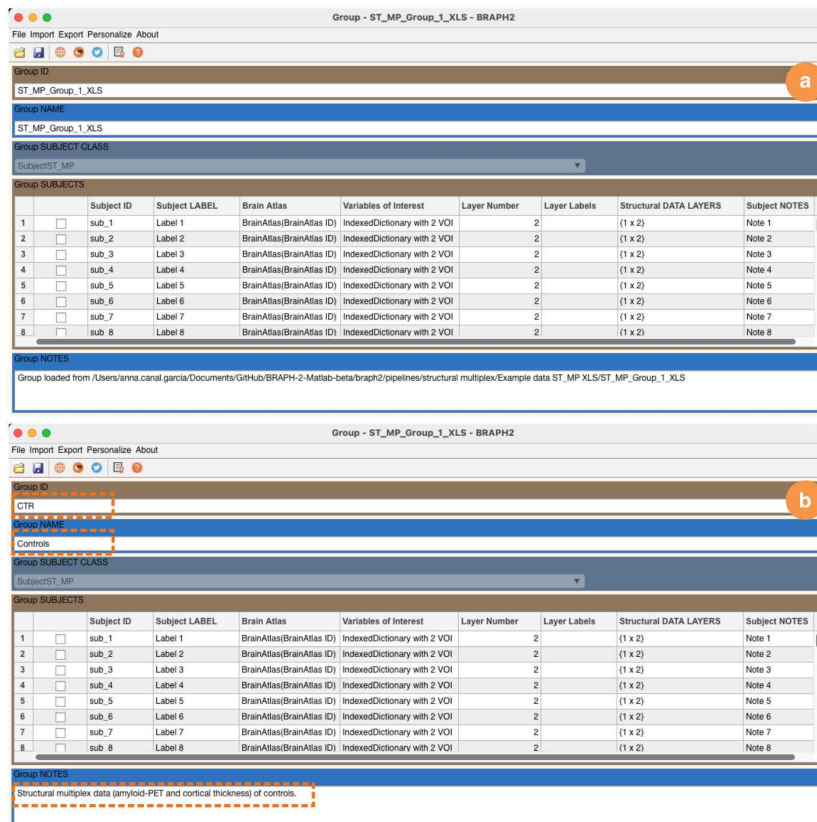 Group - ST_MP_Group_1_XLS - BRAPH2
File Import Export Personalize About
Group ID
a
ST_MP_Group_1_XLS
Group NAME
ST_MP_Group_1_XLS
Group SUBJECT CLASS
SubjectST_MP
Group SUBJECTS
Subject ID Subject LABEL Brain Atlas Variables of Interest Layer Number Layer Labels Structural DATA LAYERS Subject NOTES
1 sub_1 Label 1 BrainAtlas(BrainAtlas ID) IndexedDictionary with 2 VOI 2 {1 x 2} Note 1
2 sub_2 Label 2 BrainAtlas(BrainAtlas ID) IndexedDictionary with 2 VOI 2 {1 x 2} Note 2
3 sub_3 Label 3 BrainAtlas(BrainAtlas ID) IndexedDictionary with 2 VOI 2 {1 x 2} Note 3
4 sub_4 Label 4 BrainAtlas(BrainAtlas ID) IndexedDictionary with 2 VOI 2 {1 x 2} Note 4
5 sub_5 Label 5 BrainAtlas(BrainAtlas ID) IndexedDictionary with 2 VOI 2 {1 x 2} Note 5
6 sub_6 Label 6 BrainAtlas(BrainAtlas ID) IndexedDictionary with 2 VOI 2 {1 x 2} Note 6
7 sub_7 Label 7 BrainAtlas(BrainAtlas ID) IndexedDictionary with 2 VOI 2 {1 x 2} Note 7
8 sub_8 Label 8 BrainAtlas(BrainAtlas ID) IndexedDictionary with 2 VOI 2 {1 x 2} Note 8
Group NOTES
Group loaded from /Users/anna.canal.garcia/Documents/GitHub/BRAPH-2-Matlab-beta/braph2/pipelines/structural multiplex/Example data ST_MP XLS/ST_MP_Group_1_XLS
Group - ST_MP_Group_1_XLS - BRAPH2
File Import Export Personalize About
Group ID
b
CTR
Group NAME
Controls
Group SUBJECT CLASS
SubjectST_MP
Group SUBJECTS
Subject ID Subject LABEL Brain Atlas Variables of Interest Layer Number Layer Labels Structural DATA LAYERS Subject NOTES
1 sub_1 Label 1 BrainAtlas(BrainAtlas ID) IndexedDictionary with 2 VOI 2 {1 x 2} Note 1
2 sub_2 Label 2 BrainAtlas(BrainAtlas ID) IndexedDictionary with 2 VOI 2 {1 x 2} Note 2
3 sub_3 Label 3 BrainAtlas(BrainAtlas ID) IndexedDictionary with 2 VOI 2 {1 x 2} Note 3
4 sub_4 Label 4 BrainAtlas(BrainAtlas ID) IndexedDictionary with 2 VOI 2 {1 x 2} Note 4
5 sub_5 Label 5 BrainAtlas(BrainAtlas ID) IndexedDictionary with 2 VOI 2 {1 x 2} Note 5
6 sub_6 Label 6 BrainAtlas(BrainAtlas ID) IndexedDictionary with 2 VOI 2 {1 x 2} Note 6
7 sub_7 Label 7 BrainAtlas(BrainAtlas ID) IndexedDictionary with 2 VOI 2 {1 x 2} Note 7
8 sub_8 Label 8 BrainAtlas(BrainAtlas ID) IndexedDictionary with 2 VOI 2 {1 x 2} Note 8
Group NOTES
Structural multiplex data (amyloid-PET and cortical thickness) of controls.